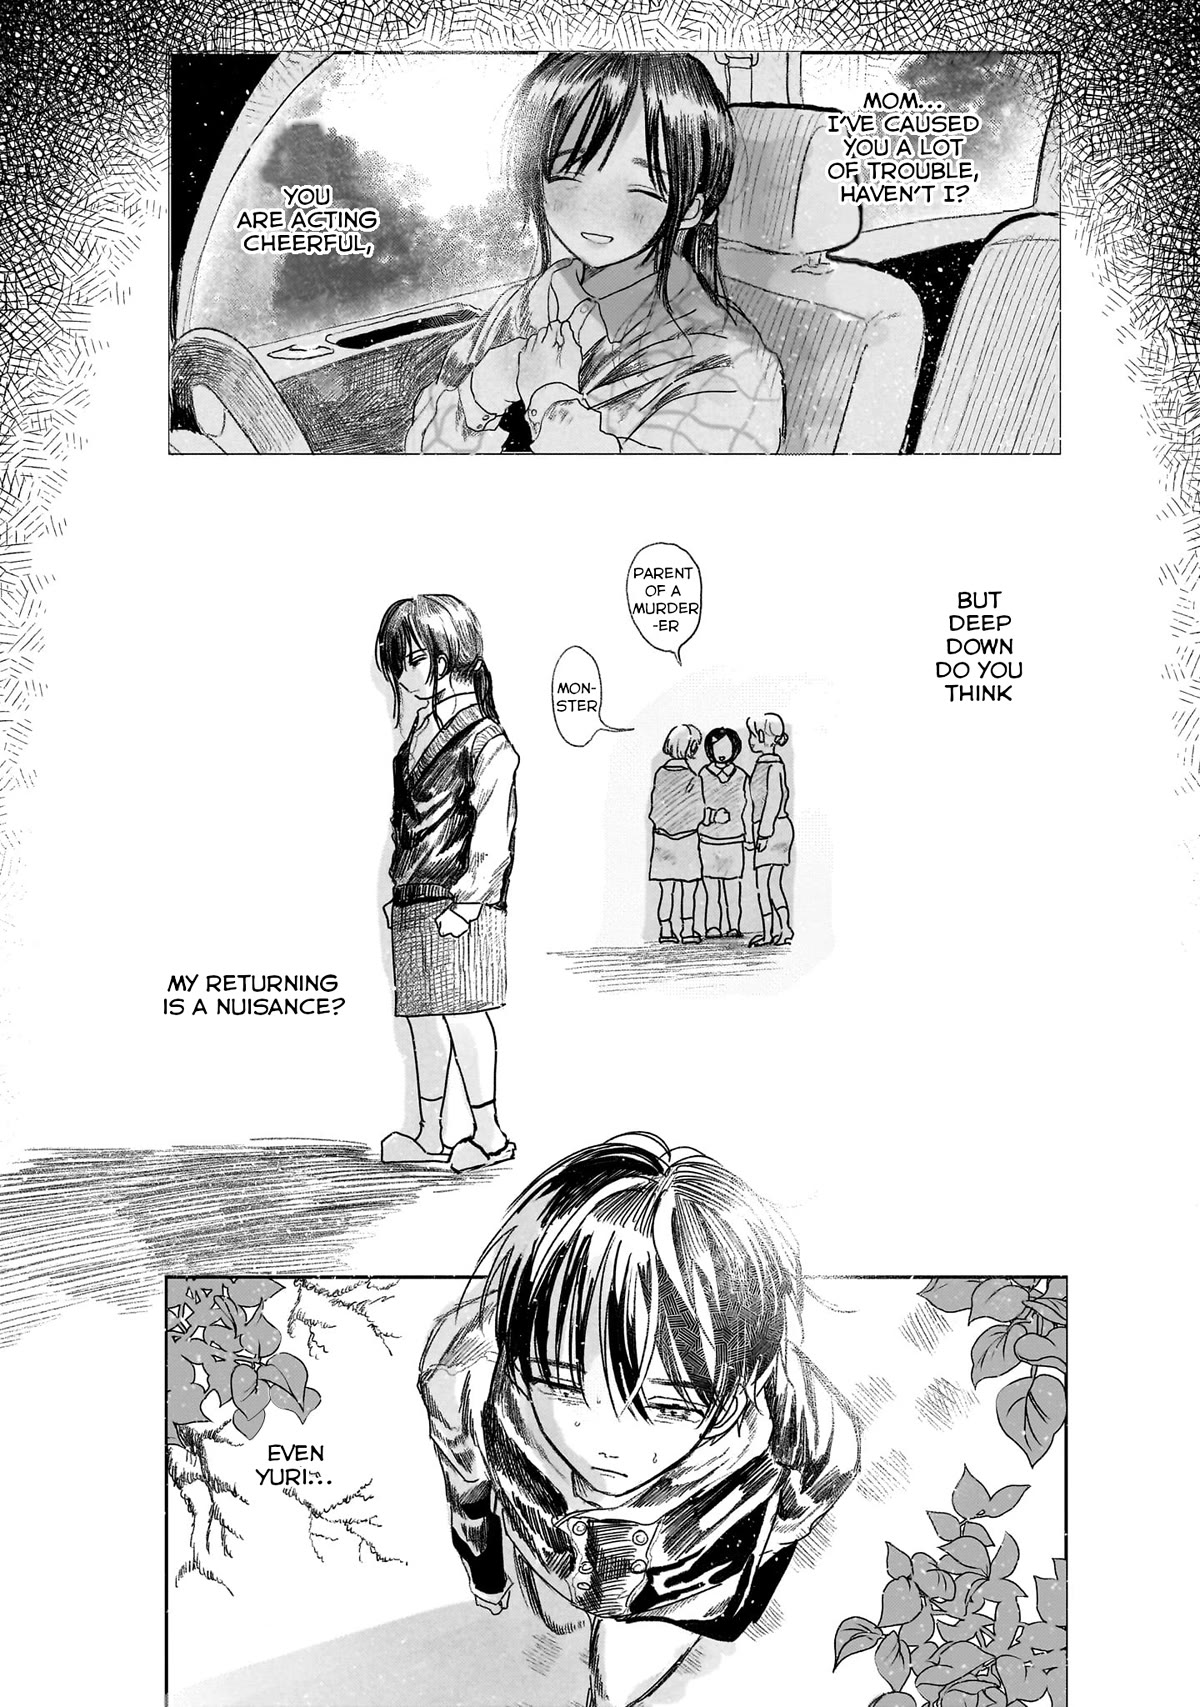 MOM...
I'VE CAUSED
YOU A LOT
OF TROUBLE,
HAVEN'T I?
YOU
ARE ACTING
CHEERFUL,
BUT
DEEP
DOWN
DO YOU
THINK
PARENT
OF A
MURDER
-ER
MON-
STER
MY RETURNING
IS A NUISANCE?
EVEN
YURI...